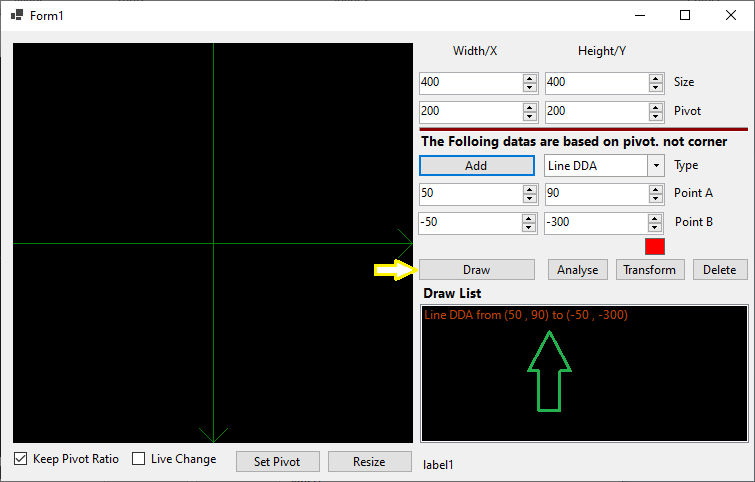 Form1
Width/X Height/Y
400 400 Size
200 200 Pivot
The Folloing datas are based on pivot. not corner
Add Line DDA Type
50 90 Point A
-50 -300 Point B
Draw Analyse Transform Delete
Draw List
Line DDA from (50 , 90) to (-50 , -300)
Keep Pivot Ratio Live Change Set Pivot Resize label1